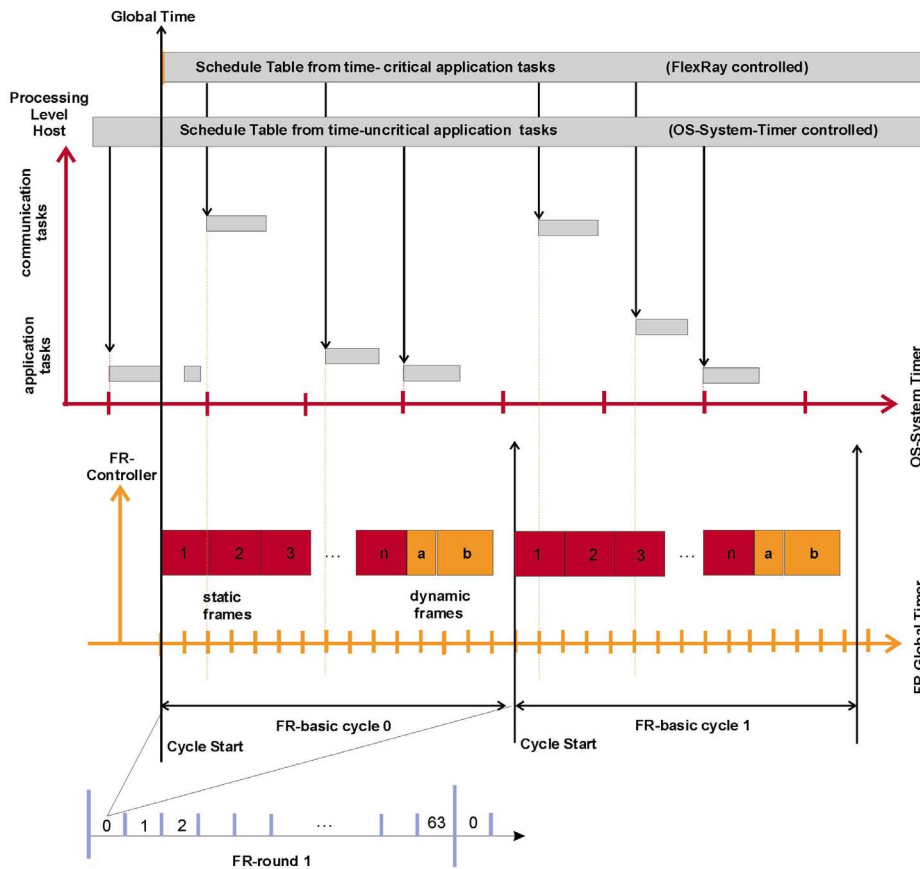 Global Time
Schedule Table from time- critical application tasks (FlexRay controlled)
Processing
Level
Host
Schedule Table from time-uncritical application tasks (OS-System-Timer controlled)
communication
tasks
application
tasks
OS-System Timer
FR-
Controller
1 2 3 ... n a b 1 2 3 ... n a b
static
frames
dynamic
frames
FR Global Timer
FR-basic cycle 0 FR-basic cycle 1
Cycle Start Cycle Start
0 1 2 ... 63 0
FR-round 1